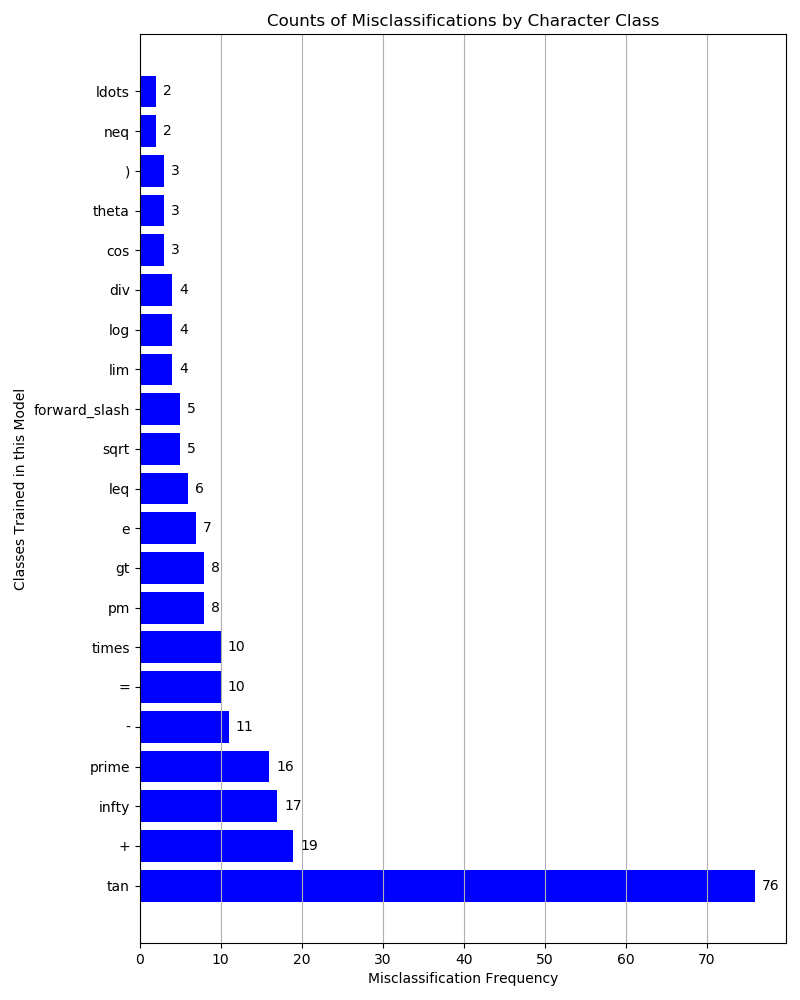 Counts of Misclassifications by Character Class
Classes Trained in this Model
ldots 2
neq 2
) 3
theta 3
cos 3
div 4
log 4
lim 4
forward_slash 5
sqrt 5
leq 6
e 7
gt 8
pm 8
times 10
= 10
- 11
prime 16
infty 17
+ 19
tan 76
0 10 20 30 40 50 60 70
Misclassification Frequency